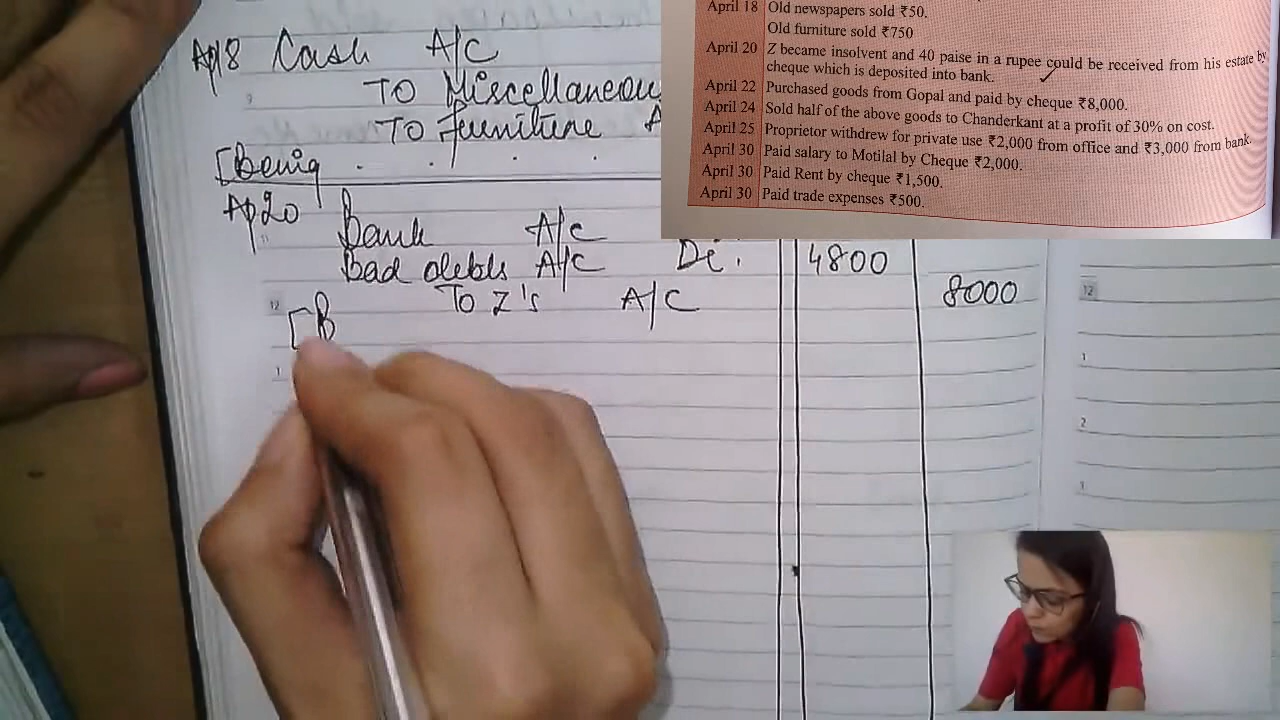 Ap18 Cash A/C
TO Miscellaneou
TO Furniture A
[Being . . . .
Ap20 Bank A/C
Bad debts A/C Dr. 4800
To Z's A/C 8000
[B
April 18 Old newspapers sold ₹50.
Old furniture sold ₹750
April 20 Z became insolvent and 40 paise in a rupee could be received from his estate by
cheque which is deposited into bank.
April 22 Purchased goods from Gopal and paid by cheque ₹8,000.
April 24 Sold half of the above goods to Chanderkant at a profit of 30% on cost.
April 25 Proprietor withdrew for private use ₹2,000 from office and ₹3,000 from bank.
April 30 Paid salary to Motilal by Cheque ₹2,000.
April 30 Paid Rent by cheque ₹1,500.
April 30 Paid trade expenses ₹500.
12
1
12
1
2